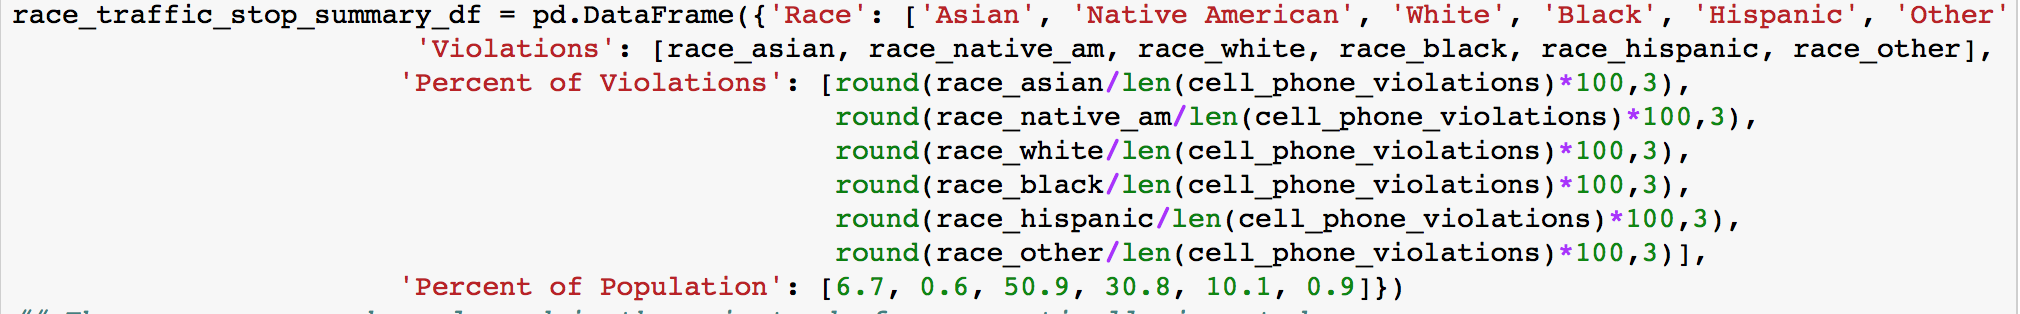 race_traffic_stop_summary_df = pd.DataFrame({'Race': ['Asian', 'Native American', 'White', 'Black', 'Hispanic', 'Other'
'Violations': [race_asian, race_native_am, race_white, race_black, race_hispanic, race_other],
'Percent of Violations': [round(race_asian/len(cell_phone_violations)*100,3),
round(race_native_am/len(cell_phone_violations)*100,3),
round(race_white/len(cell_phone_violations)*100,3),
round(race_black/len(cell_phone_violations)*100,3),
round(race_hispanic/len(cell_phone_violations)*100,3),
round(race_other/len(cell_phone_violations)*100,3)],
'Percent of Population': [6.7, 0.6, 50.9, 30.8, 10.1, 0.9]})